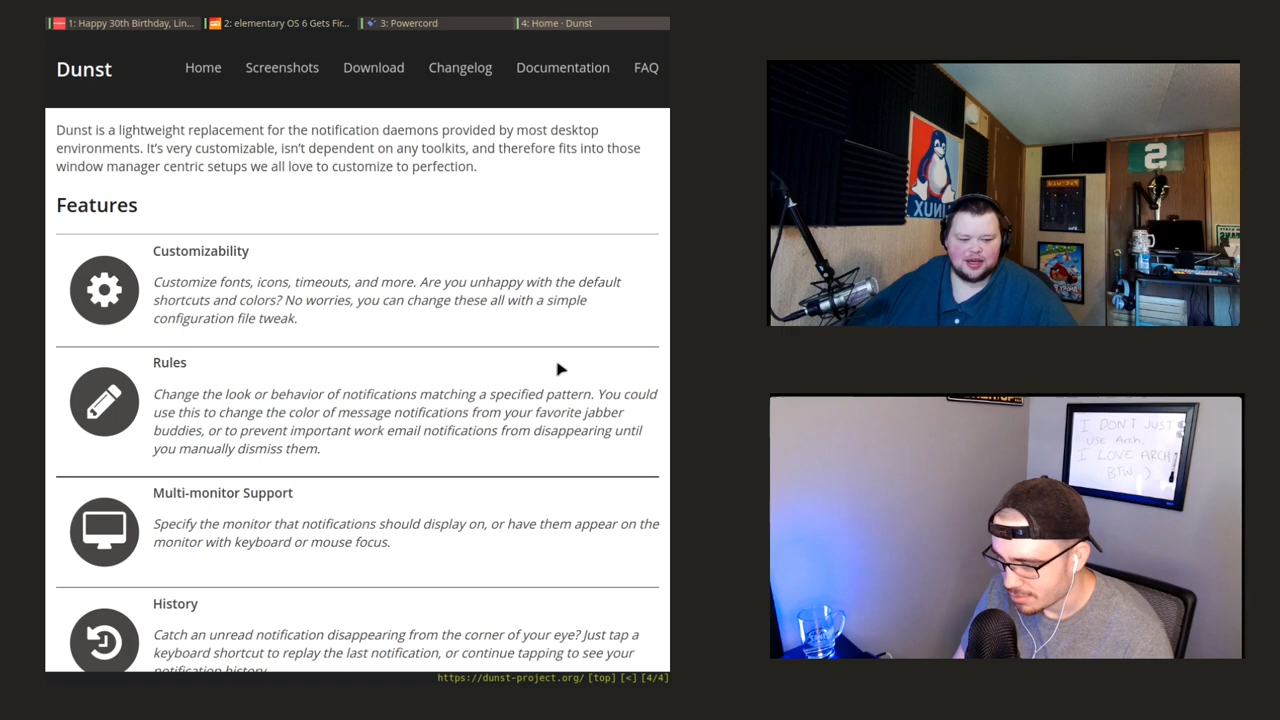 1: Happy 30th Birthday, Lin...
2: elementary OS 6 Gets Fir...
3: Powercord
4: Home · Dunst
Dunst
Home
Screenshots
Download
Changelog
Documentation
FAQ
Dunst is a lightweight replacement for the notification daemons provided by most desktop
environments. It's very customizable, isn't dependent on any toolkits, and therefore fits into those
window manager centric setups we all love to customize to perfection.
Features
Customizability
Customize fonts, icons, timeouts, and more. Are you unhappy with the default
shortcuts and colors? No worries, you can change these all with a simple
configuration file tweak.
Rules
Change the look or behavior of notifications matching a specified pattern. You could
use this to change the color of message notifications from your favorite jabber
buddies, or to prevent important work email notifications from disappearing until
you manually dismiss them.
Multi-monitor Support
Specify the monitor that notifications should display on, or have them appear on the
monitor with keyboard or mouse focus.
History
Catch an unread notification disappearing from the corner of your eye? Just tap a
keyboard shortcut to replay the last notification, or continue tapping to see your
notification history.
https://dunst-project.org/ [top] [<] [4/4]
S
I DON'T JUST
USE Arch.
I LOVE ARCH
BTW :)